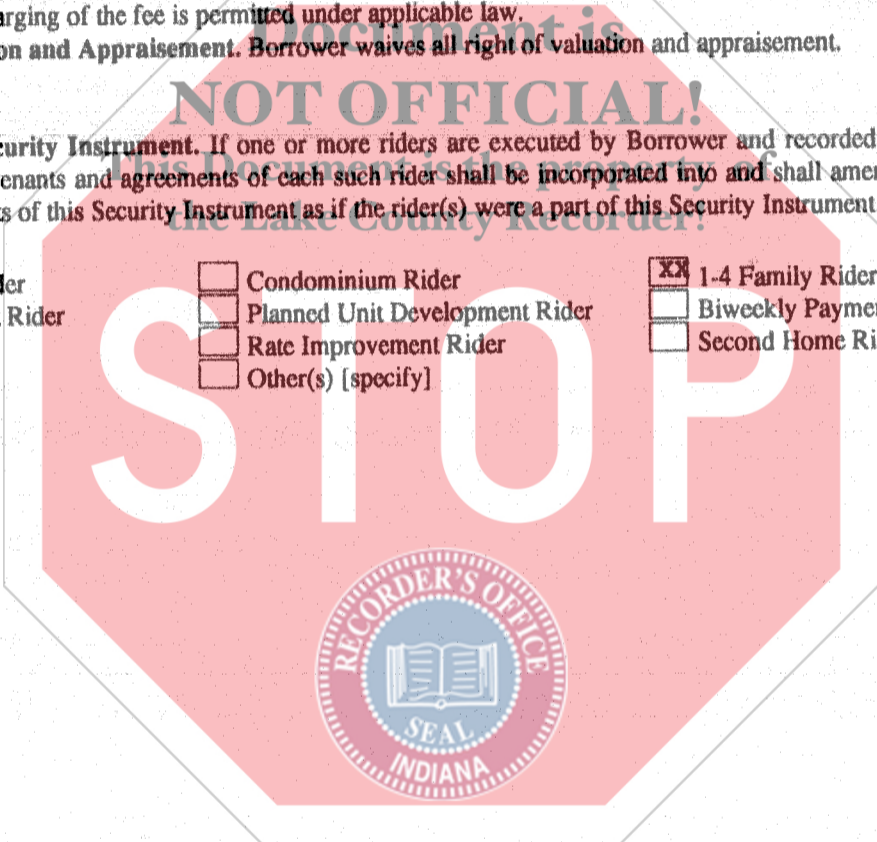 arging of the fee is permitted under applicable law.
Document is
on and Appraisement. Borrower waives all right of valuation and appraisement.
NOT OFFICIAL!
curity Instrument. If one or more riders are executed by Borrower and recorded
This Document is the property of
enants and agreements of each such rider shall be incorporated into and shall amen
the Lake County Recorder!
s of this Security Instrument as if the rider(s) were a part of this Security Instrument
der Condominium Rider XX 1-4 Family Rider
Rider Planned Unit Development Rider Biweekly Payme
Rate Improvement Rider Second Home Ri
Other(s) [specify]
STOP
RECORDER'S OFFICE
SEAL
INDIANA